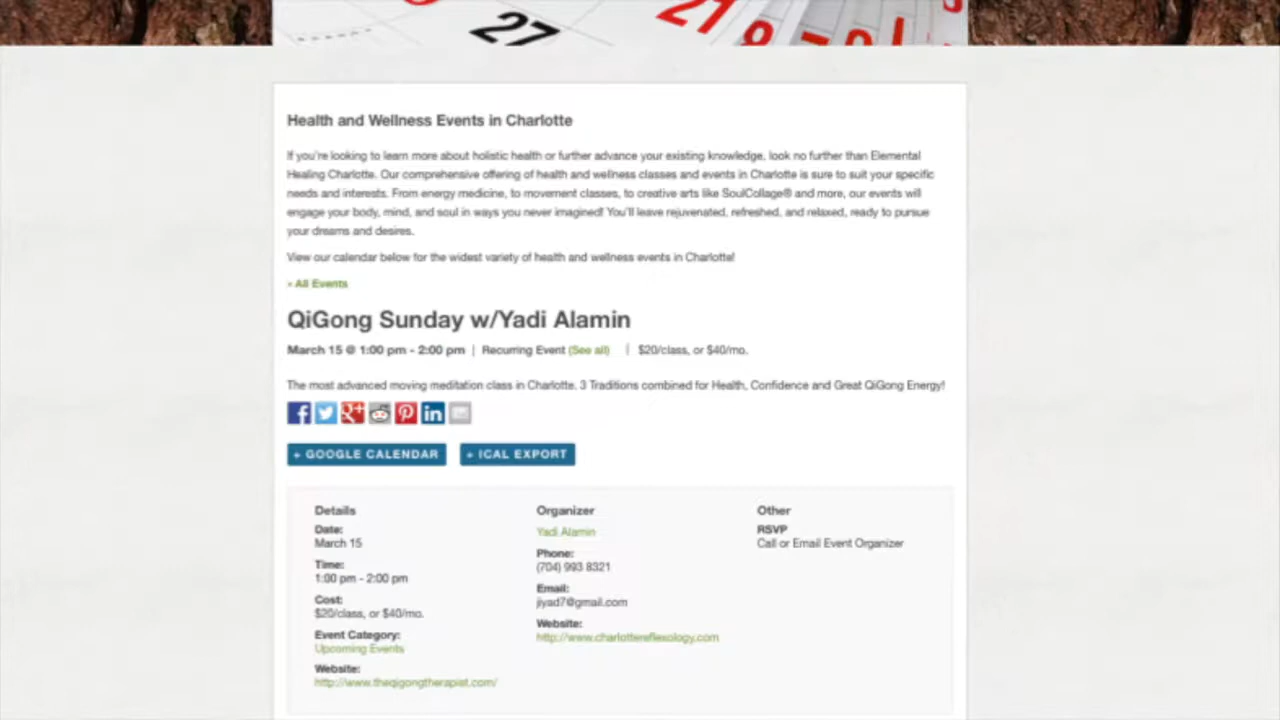 27
Health and Wellness Events in Charlotte
If you're looking to learn more about holistic health or further advance your existing knowledge, look no further than Elemental
Healing Charlotte. Our comprehensive offering of health and wellness classes and events in Charlotte is sure to suit your specific
needs and interests. From energy medicine, to movement classes, to creative arts like SoulCollage® and more, our events will
engage your body, mind, and soul in ways you never imagined! You'll leave rejuvenated, refreshed, and relaxed, ready to pursue
your dreams and desires.
View our calendar below for the widest variety of health and wellness events in Charlotte!
« All Events
QiGong Sunday w/Yadi Alamin
March 15 @ 1:00 pm - 2:00 pm | Recurring Event (See all) | $20/class, or $40/mo.
The most advanced moving meditation class in Charlotte. 3 Traditions combined for Health, Confidence and Great QiGong Energy!
+ GOOGLE CALENDAR + ICAL EXPORT
Details
Date:
March 15
Time:
1:00 pm - 2:00 pm
Cost:
$20/class, or $40/mo.
Event Category:
Upcoming Events
Website:
http://www.theqigongtherapist.com/
Organizer
Yadi Alamin
Phone:
(704) 993 8321
Email:
jiyad7@gmail.com
Website:
http://www.charlottereflexology.com
Other
RSVP
Call or Email Event Organizer